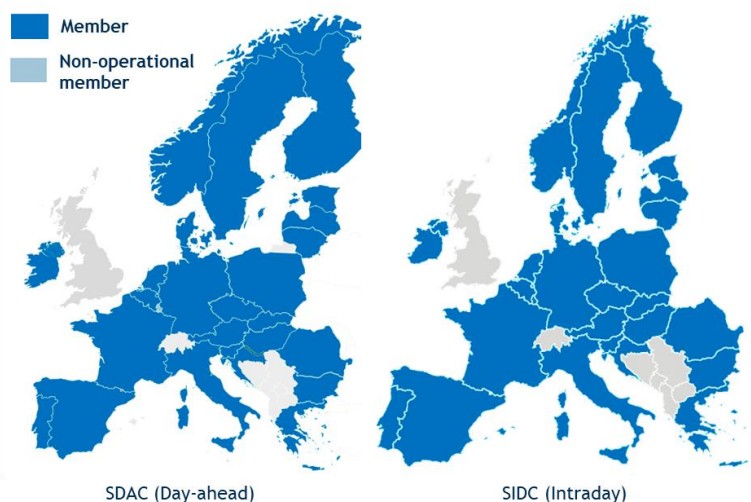 Member
Non-operational
member
SDAC (Day-ahead)
SIDC (Intraday)